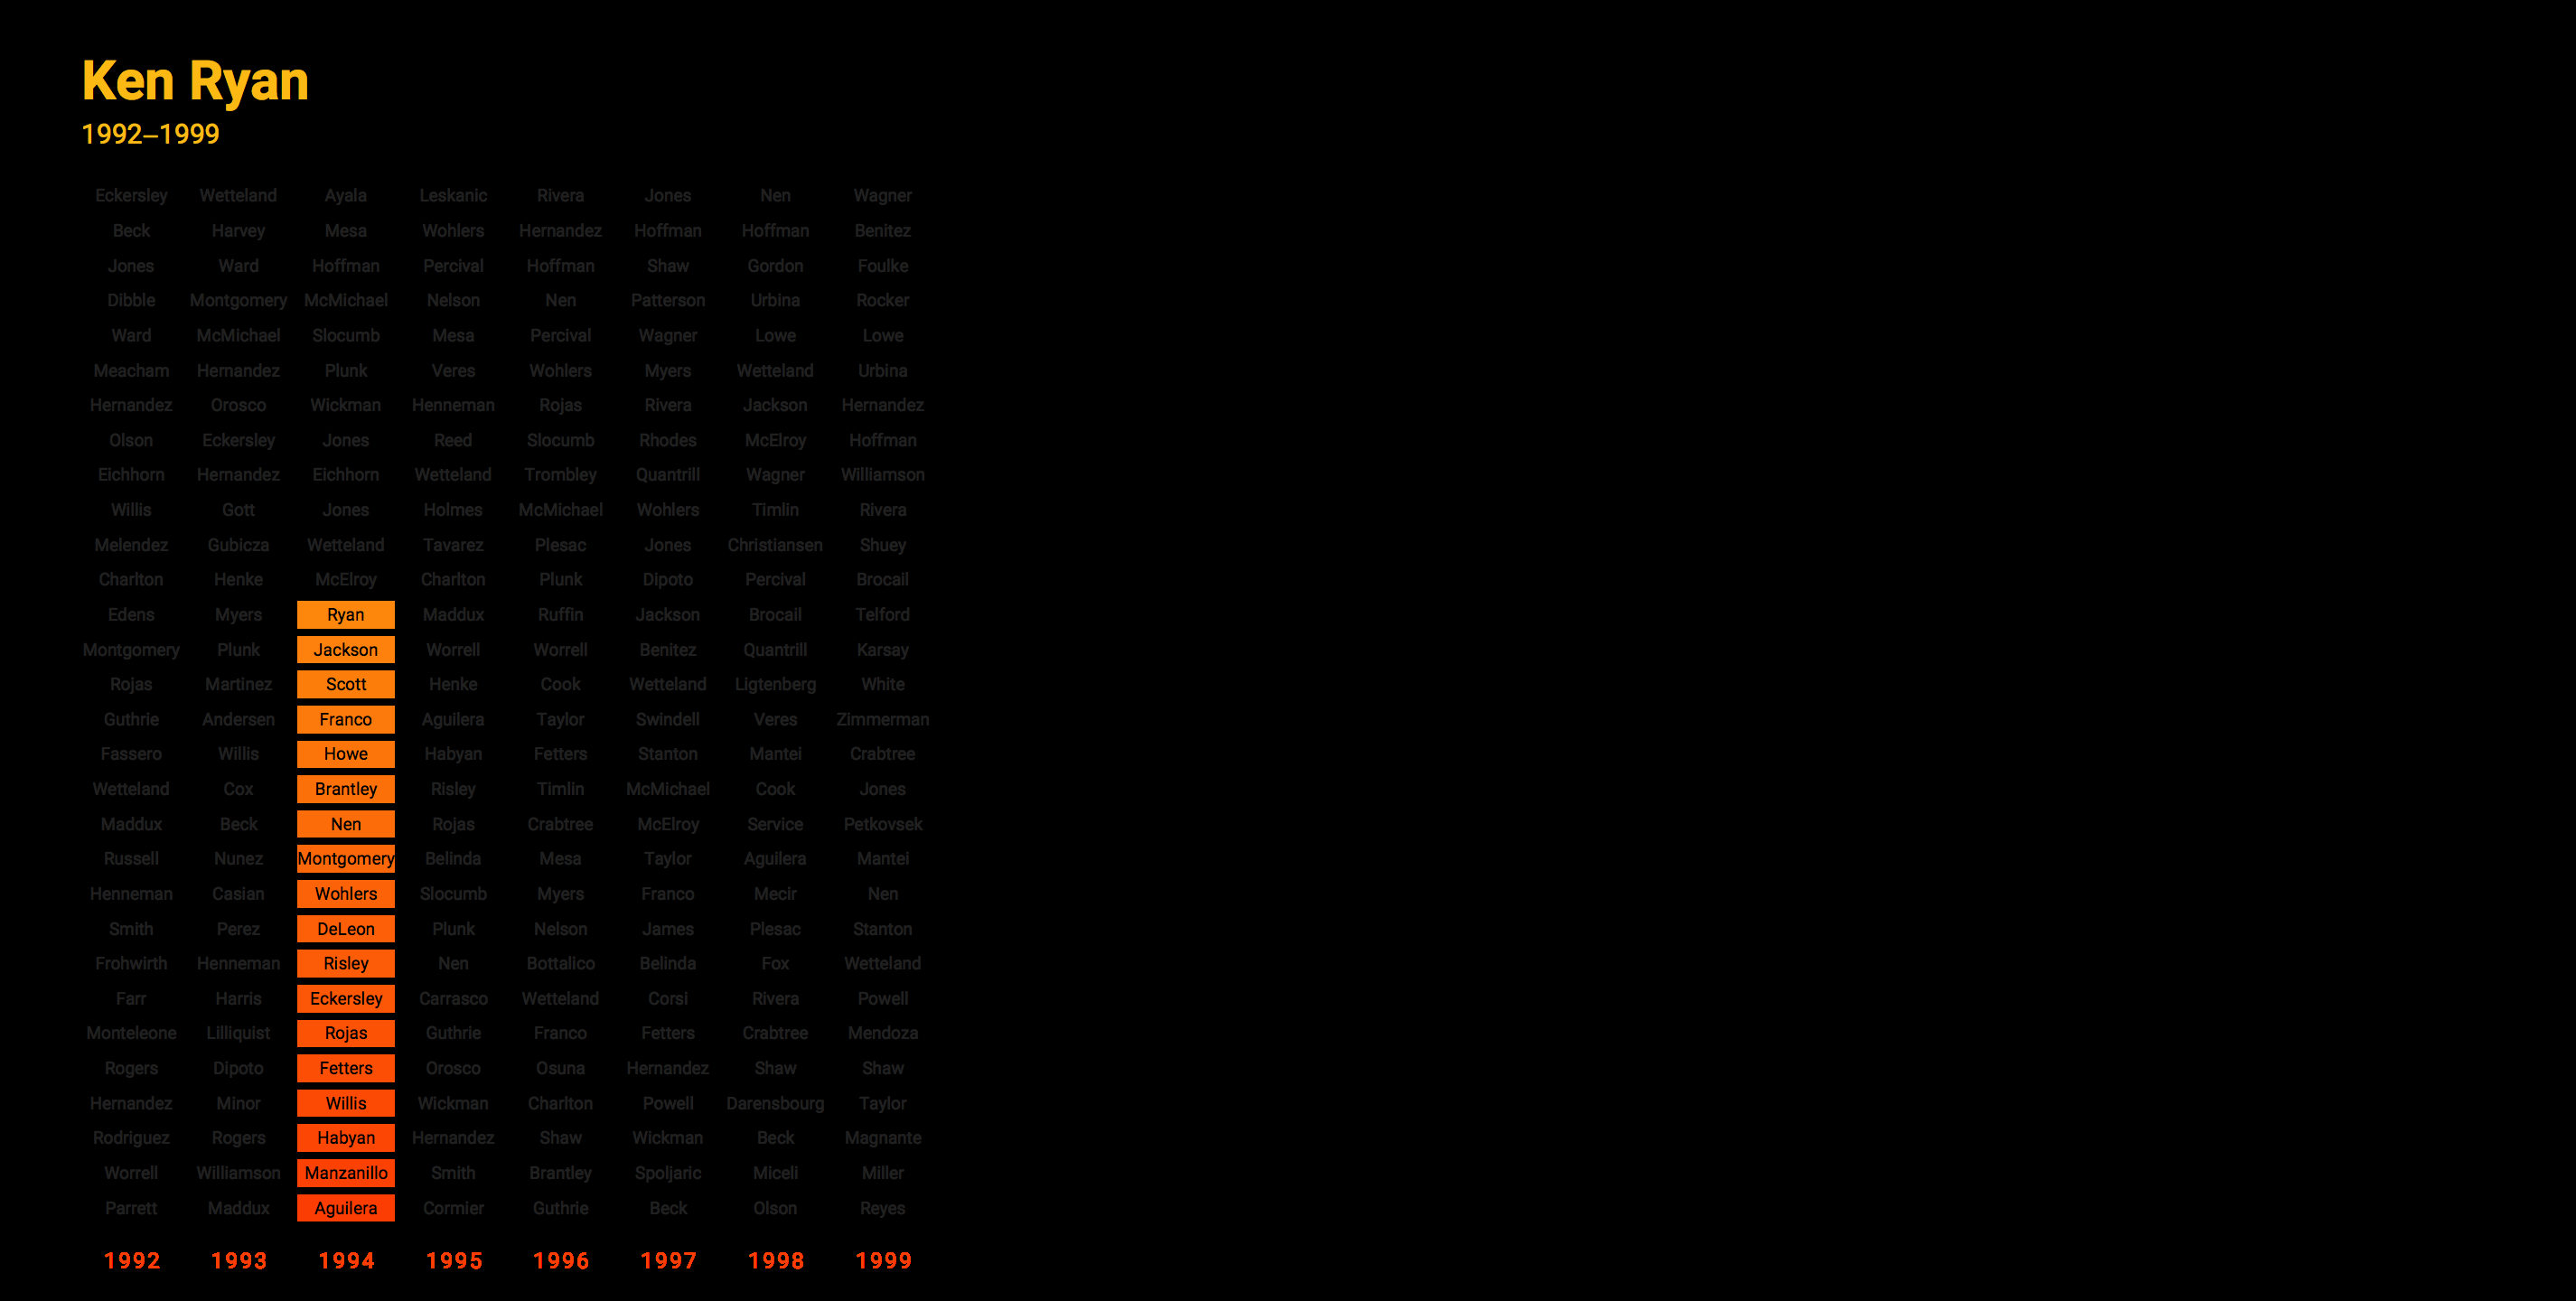 Ken Ryan
1992–1999
Eckersley Wetteland Ayala Leskanic Rivera Jones Nen Wagner
Beck Harvey Mesa Wohlers Hernandez Hoffman Hoffman Benitez
Jones Ward Hoffman Percival Hoffman Shaw Gordon Foulke
Dibble Montgomery McMichael Nelson Nen Patterson Urbina Rocker
Ward McMichael Slocumb Mesa Percival Wagner Lowe Lowe
Meacham Hernandez Plunk Veres Wohlers Myers Wetteland Urbina
Hernandez Orosco Wickman Henneman Rojas Rivera Jackson Hernandez
Olson Eckersley Jones Reed Slocumb Rhodes McElroy Hoffman
Eichhorn Hernandez Eichhorn Wetteland Trombley Quantrill Wagner Williamson
Willis Gott Jones Holmes McMichael Wohlers Timlin Rivera
Melendez Gubicza Wetteland Tavarez Plesac Jones Christiansen Shuey
Charlton Henke McElroy Charlton Plunk Dipoto Percival Brocail
Edens Myers Ryan Maddux Ruffin Jackson Brocail Telford
Montgomery Plunk Jackson Worrell Worrell Benitez Quantrill Karsay
Rojas Martinez Scott Henke Cook Wetteland Ligtenberg White
Guthrie Andersen Franco Aguilera Taylor Swindell Veres Zimmerman
Fassero Willis Howe Habyan Fetters Stanton Mantei Crabtree
Wetteland Cox Brantley Risley Timlin McMichael Cook Jones
Maddux Beck Nen Rojas Crabtree McElroy Service Petkovsek
Russell Nunez Montgomery Belinda Mesa Taylor Aguilera Mantei
Henneman Casian Wohlers Slocumb Myers Franco Mecir Nen
Smith Perez DeLeon Plunk Nelson James Plesac Stanton
Frohwirth Henneman Risley Nen Bottalico Belinda Fox Wetteland
Farr Harris Eckersley Carrasco Wetteland Corsi Rivera Powell
Monteleone Lilliquist Rojas Guthrie Franco Fetters Crabtree Mendoza
Rogers Dipoto Fetters Orosco Osuna Hernandez Shaw Shaw
Hernandez Minor Willis Wickman Charlton Powell Darensbourg Taylor
Rodriguez Rogers Habyan Hernandez Shaw Wickman Beck Magnante
Worrell Williamson Manzanillo Smith Brantley Spoljaric Miceli Miller
Parrett Maddux Aguilera Cormier Guthrie Beck Olson Reyes
1992 1993 1994 1995 1996 1997 1998 1999